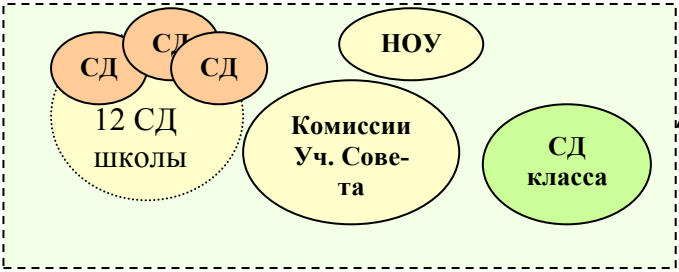 СД
СД
СД
12 СД
школы
НОУ
Комиссии
Уч. Сове-
та
СД
класса